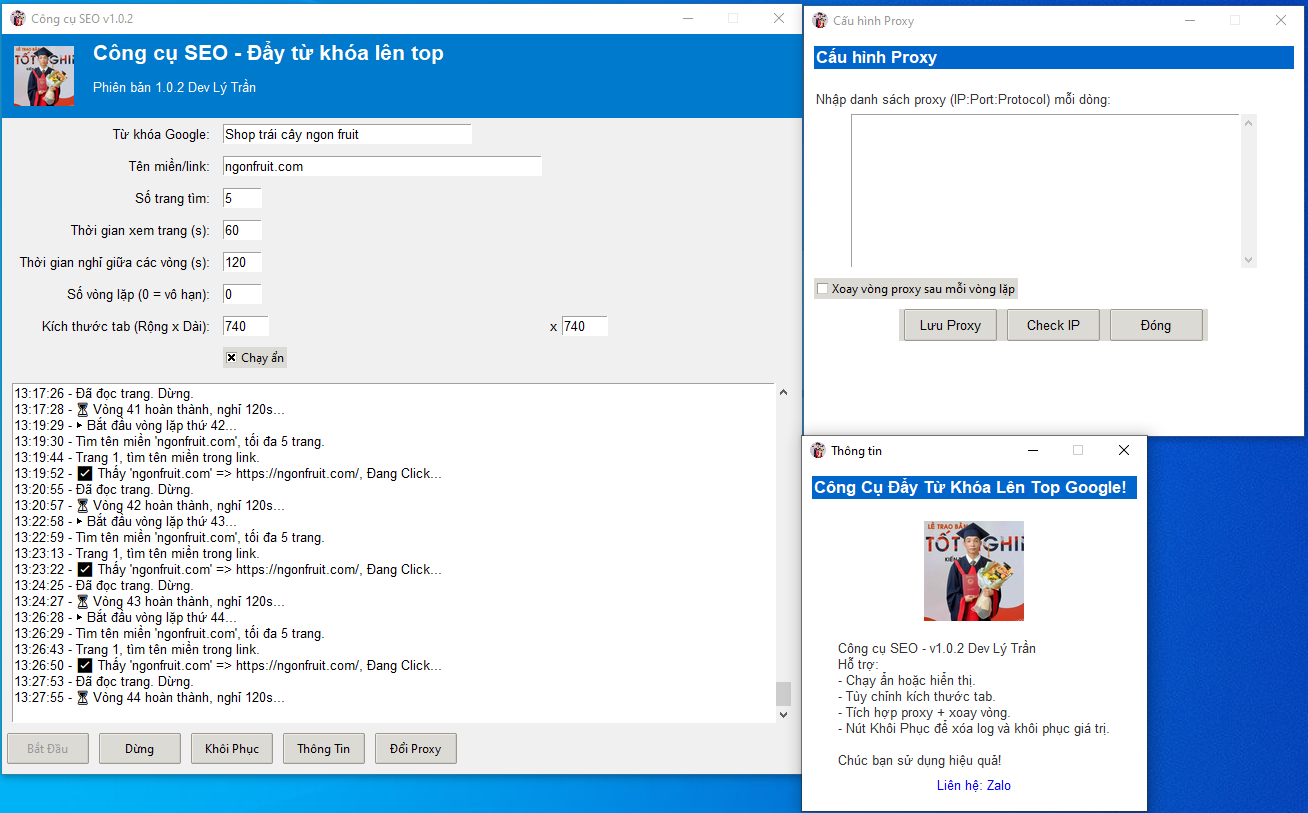 Công cụ SEO v1.0.2
LỄ TRAO BẰNG
TỐT NGHIỆP
Công cụ SEO - Đẩy từ khóa lên top
Phiên bản 1.0.2 Dev Lý Trần
Từ khóa Google: Shop trái cây ngon fruit
Tên miền/link: ngonfruit.com
Số trang tìm: 5
Thời gian xem trang (s): 60
Thời gian nghỉ giữa các vòng (s): 120
Số vòng lặp (0 = vô hạn): 0
Kích thước tab (Rộng x Dài): 740 x 740
Chạy ẩn
13:17:26 - Đã đọc trang. Dừng.
13:17:28 - ⏳ Vòng 41 hoàn thành, nghỉ 120s...
13:19:29 - ▶ Bắt đầu vòng lặp thứ 42...
13:19:30 - Tìm tên miền 'ngonfruit.com', tối đa 5 trang.
13:19:44 - Trang 1, tìm tên miền trong link.
13:19:52 - ✅ Thấy 'ngonfruit.com' => https://ngonfruit.com/, Đang Click...
13:20:55 - Đã đọc trang. Dừng.
13:20:57 - ⏳ Vòng 42 hoàn thành, nghỉ 120s...
13:22:58 - ▶ Bắt đầu vòng lặp thứ 43...
13:22:59 - Tìm tên miền 'ngonfruit.com', tối đa 5 trang.
13:23:13 - Trang 1, tìm tên miền trong link.
13:23:22 - ✅ Thấy 'ngonfruit.com' => https://ngonfruit.com/, Đang Click...
13:24:25 - Đã đọc trang. Dừng.
13:24:27 - ⏳ Vòng 43 hoàn thành, nghỉ 120s...
13:26:28 - ▶ Bắt đầu vòng lặp thứ 44...
13:26:29 - Tìm tên miền 'ngonfruit.com', tối đa 5 trang.
13:26:43 - Trang 1, tìm tên miền trong link.
13:26:50 - ✅ Thấy 'ngonfruit.com' => https://ngonfruit.com/, Đang Click...
13:27:53 - Đã đọc trang. Dừng.
13:27:55 - ⏳ Vòng 44 hoàn thành, nghỉ 120s...
Bắt Đầu Dừng Khôi Phục Thông Tin Đổi Proxy
Cấu hình Proxy
Cấu hình Proxy
Nhập danh sách proxy (IP:Port:Protocol) mỗi dòng:
Xoay vòng proxy sau mỗi vòng lặp
Lưu Proxy Check IP Đóng
Thông tin
Công Cụ Đẩy Từ Khóa Lên Top Google!
LỄ TRAO BẰN
TỐT NGHIỆ
Công cụ SEO - v1.0.2 Dev Lý Trần
Hỗ trợ:
- Chạy ẩn hoặc hiển thị.
- Tùy chỉnh kích thước tab.
- Tích hợp proxy + xoay vòng.
- Nút Khôi Phục để xóa log và khôi phục giá trị.
Chúc bạn sử dụng hiệu quả!
Liên hệ: Zalo